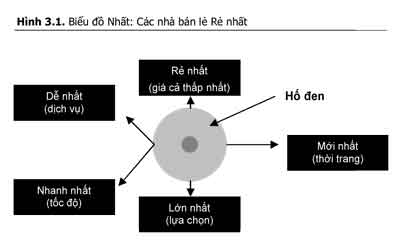 Hình 3.1. Biểu đồ Nhất: Các nhà bán lẻ Rẻ nhất
Rẻ nhất
(giá cả thấp nhất)
Dễ nhất
(dịch vụ)
Hố đen
Mới nhất
(thời trang)
Nhanh nhất
(tốc độ)
Lớn nhất
(lựa chọn)